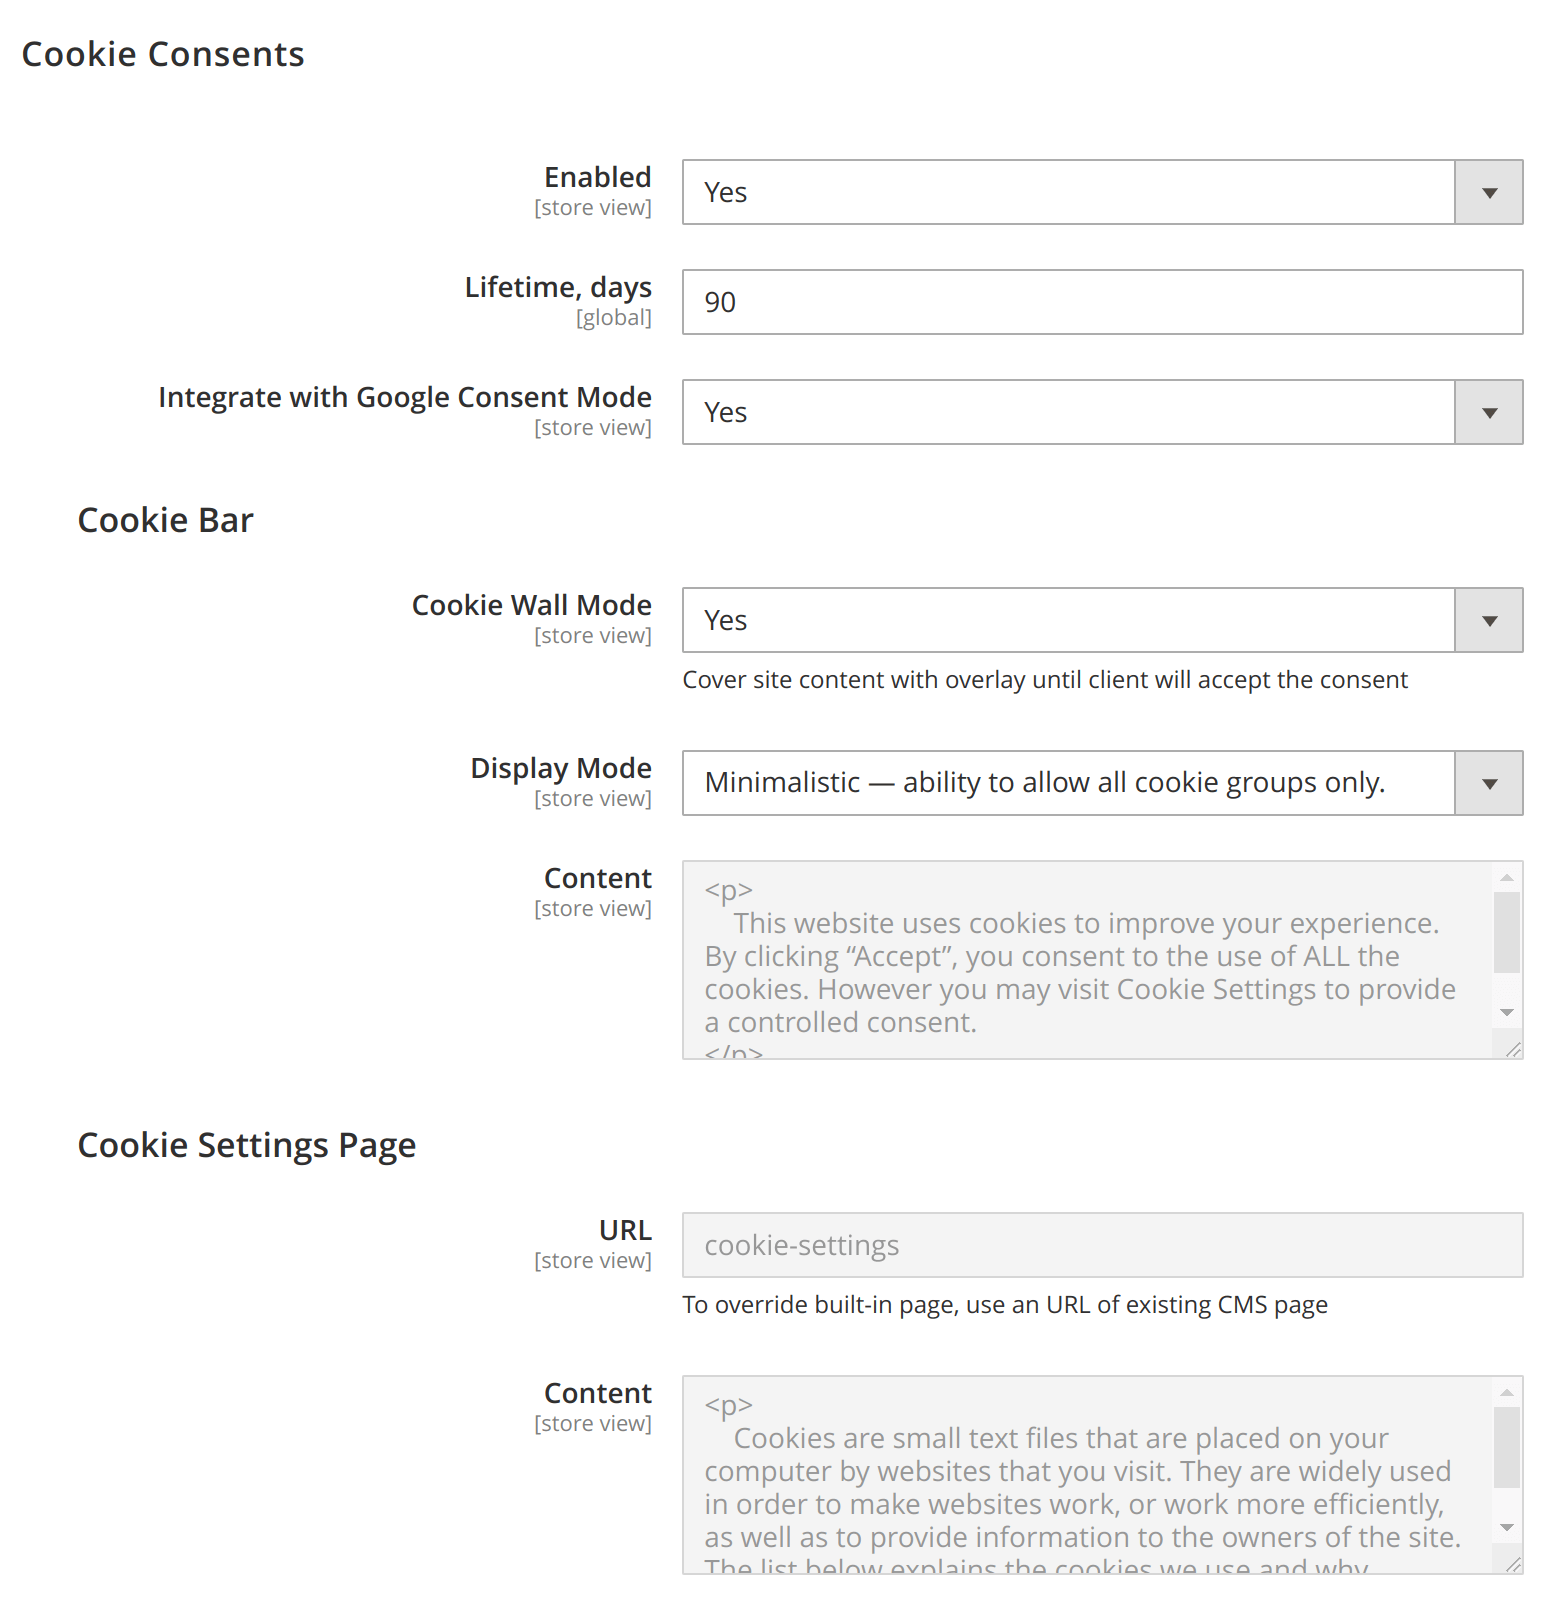 Cookie Consents
Enabled
[store view]
Yes
Lifetime, days
[global]
90
Integrate with Google Consent Mode
[store view]
Yes
Cookie Bar
Cookie Wall Mode
[store view]
Yes
Cover site content with overlay until client will accept the consent
Display Mode
[store view]
Minimalistic — ability to allow all cookie groups only.
Content
[store view]
<p>
This website uses cookies to improve your experience.
By clicking “Accept”, you consent to the use of ALL the
cookies. However you may visit Cookie Settings to provide
a controlled consent.
</p>
Cookie Settings Page
URL
[store view]
cookie-settings
To override built-in page, use an URL of existing CMS page
Content
[store view]
<p>
Cookies are small text files that are placed on your
computer by websites that you visit. They are widely used
in order to make websites work, or work more efficiently,
as well as to provide information to the owners of the site.
The list below explains the cookies we use and why.